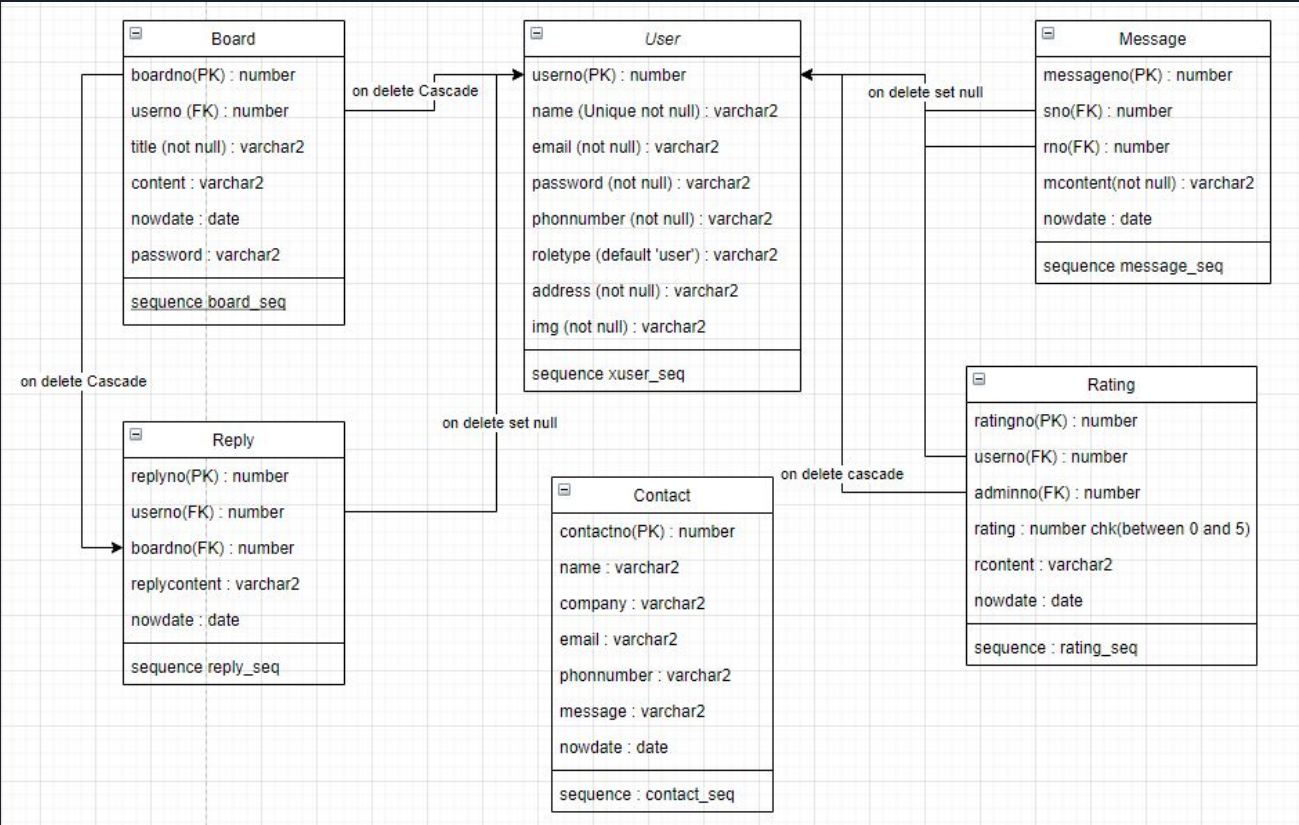 Board
boardno(PK) : number
userno (FK) : number
title (not null) : varchar2
content : varchar2
nowdate : date
password : varchar2
sequence board_seq
on delete Cascade
User
userno(PK) : number
name (Unique not null) : varchar2
email (not null) : varchar2
password (not null) : varchar2
phonnumber (not null) : varchar2
roletype (default 'user') : varchar2
address (not null) : varchar2
img (not null) : varchar2
sequence xuser_seq
on delete set null
Message
messageno(PK) : number
sno(FK) : number
rno(FK) : number
mcontent(not null) : varchar2
nowdate : date
sequence message_seq
on delete Cascade
Reply
replyno(PK) : number
userno(FK) : number
boardno(FK) : number
replycontent : varchar2
nowdate : date
sequence reply_seq
on delete set null
Contact
contactno(PK) : number
name : varchar2
company : varchar2
email : varchar2
phonnumber : varchar2
message : varchar2
nowdate : date
sequence : contact_seq
on delete cascade
Rating
ratingno(PK) : number
userno(FK) : number
adminno(FK) : number
rating : number chk(between 0 and 5)
rcontent : varchar2
nowdate : date
sequence : rating_seq